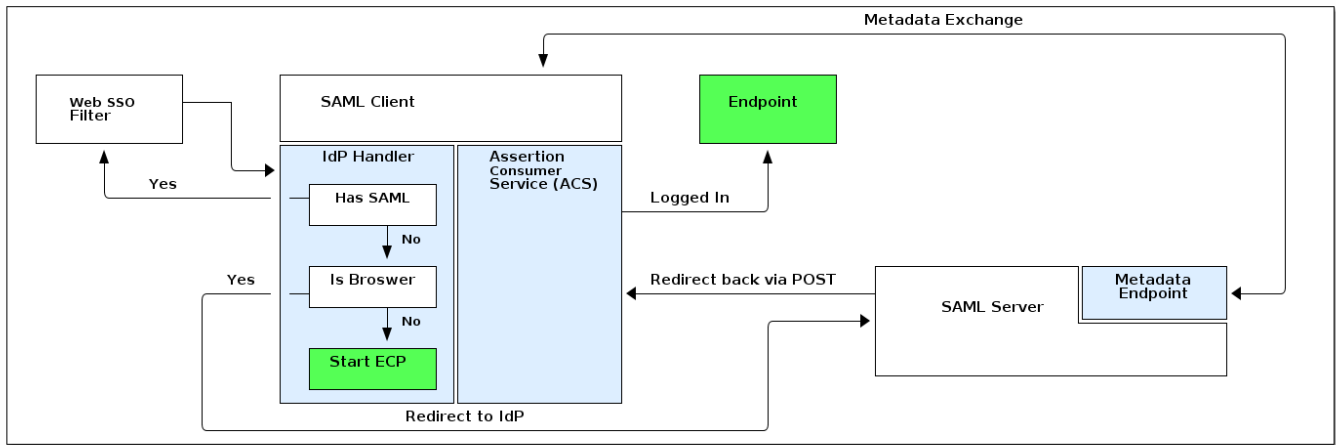 Metadata Exchange
Web SSO
Filter
SAML Client
Endpoint
Yes
IdP Handler
Assertion
Consumer
Service (ACS)
Has SAML
Logged In
No
Yes
Is Broswer
Redirect back via POST
Metadata
Endpoint
SAML Server
No
Start ECP
Redirect to IdP